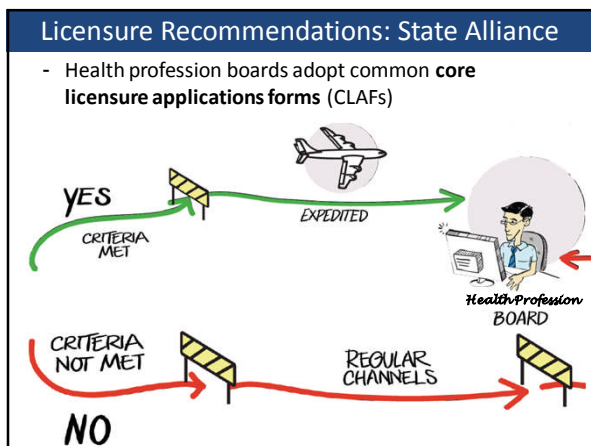 Licensure Recommendations: State Alliance
- Health profession boards adopt common core
licensure applications forms (CLAFs)
YES
CRITERIA
MET
EXPEDITED
Health Profession
BOARD
CRITERIA
NOT MET
REGULAR
CHANNELS
NO